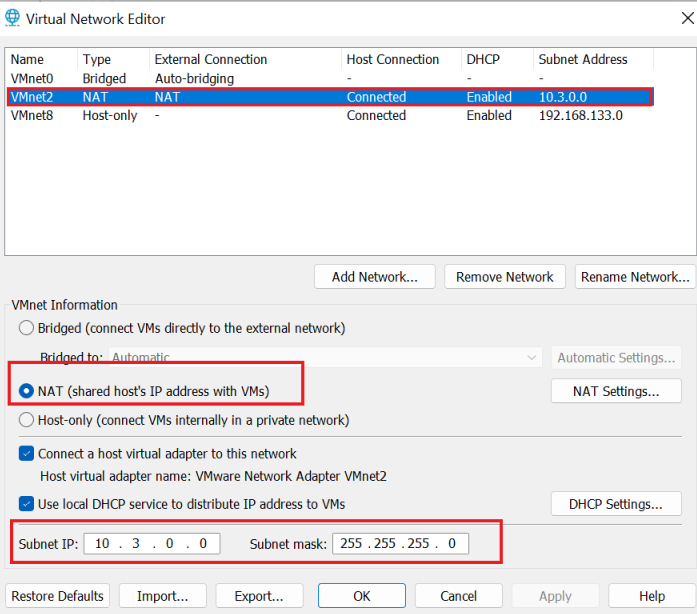 Virtual Network Editor
Name Type External Connection Host Connection DHCP Subnet Address
VMnet0 Bridged Auto-bridging - - -
VMnet2 NAT NAT Connected Enabled 10.3.0.0
VMnet8 Host-only - Connected Enabled 192.168.133.0
Add Network... Remove Network Rename Network...
VMnet Information
Bridged (connect VMs directly to the external network)
Bridged to: Automatic Automatic Settings...
NAT (shared host's IP address with VMs) NAT Settings...
Host-only (connect VMs internally in a private network)
Connect a host virtual adapter to this network
Host virtual adapter name: VMware Network Adapter VMnet2
Use local DHCP service to distribute IP address to VMs DHCP Settings...
Subnet IP: 10 . 3 . 0 . 0 Subnet mask: 255 . 255 . 255 . 0
Restore Defaults Import... Export... OK Cancel Apply Help